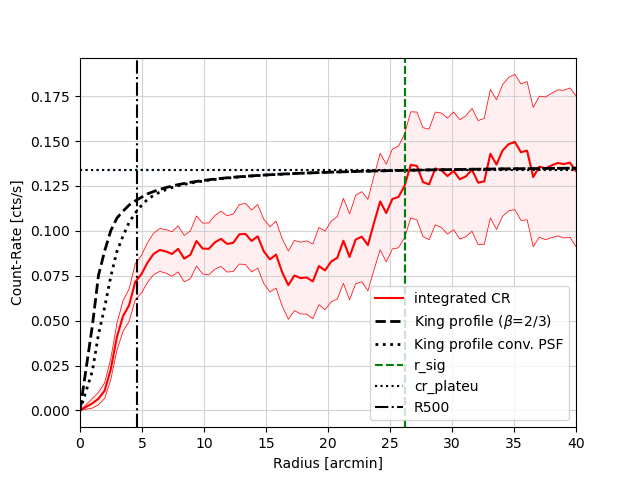 0.175
0.150
0.125
0.100
0.075
0.050
0.025
0.000
Count-Rate [cts/s]
integrated CR
King profile (β=2/3)
King profile conv. PSF
r_sig
cr_plateu
R500
0 5 10 15 20 25 30 35 40
Radius [arcmin]